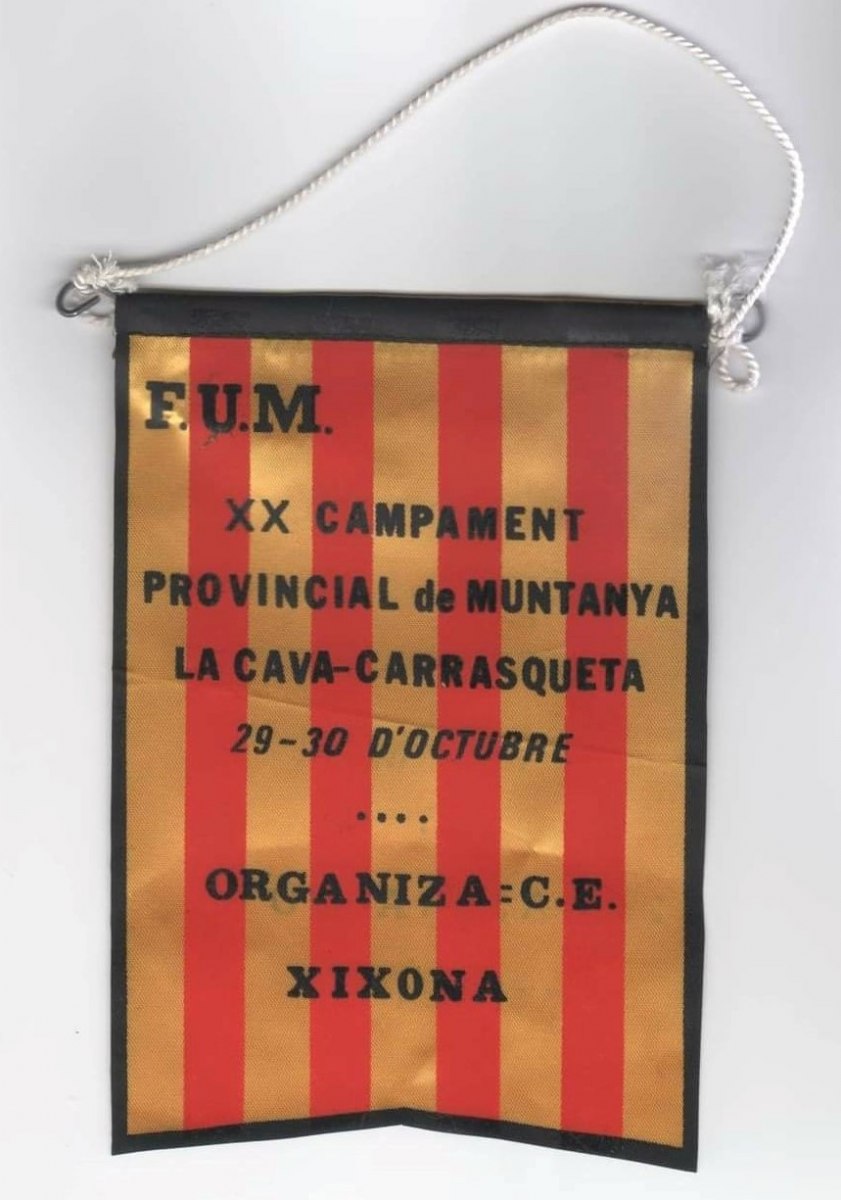 F.U.M.
XX CAMPAMENT
PROVINCIAL de MUNTANYA
LA CAVA-CARRASQUETA
29-30 D'OCTUBRE
....
ORGANIZA=C.E.
XIXONA